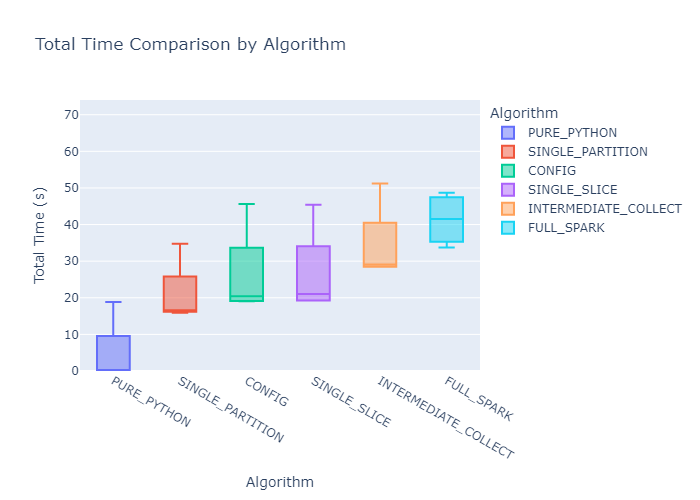 Total Time Comparison by Algorithm
Total Time (s)
70
60
50
40
30
20
10
0
PURE_PYTHON
SINGLE_PARTITION
CONFIG
SINGLE_SLICE
INTERMEDIATE_COLLECT
FULL_SPARK
Algorithm
Algorithm
PURE_PYTHON
SINGLE_PARTITION
CONFIG
SINGLE_SLICE
INTERMEDIATE_COLLECT
FULL_SPARK